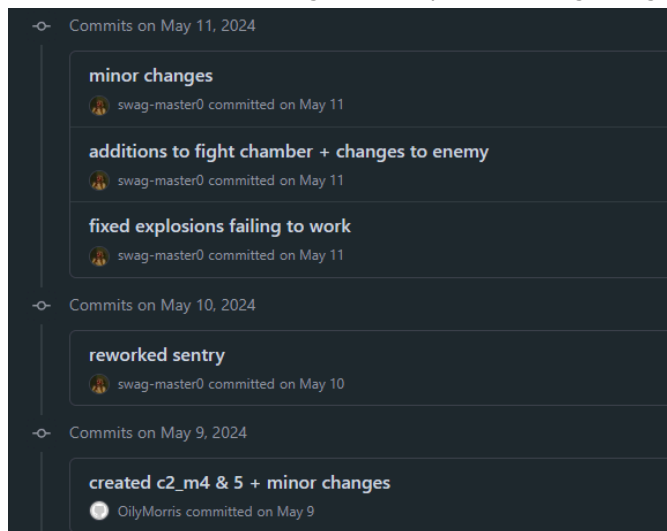 Commits on May 11, 2024
minor changes
swag-master0 committed on May 11
additions to fight chamber + changes to enemy
swag-master0 committed on May 11
fixed explosions failing to work
swag-master0 committed on May 11
Commits on May 10, 2024
reworked sentry
swag-master0 committed on May 10
Commits on May 9, 2024
created c2_m4 & 5 + minor changes
OilyMorris committed on May 9